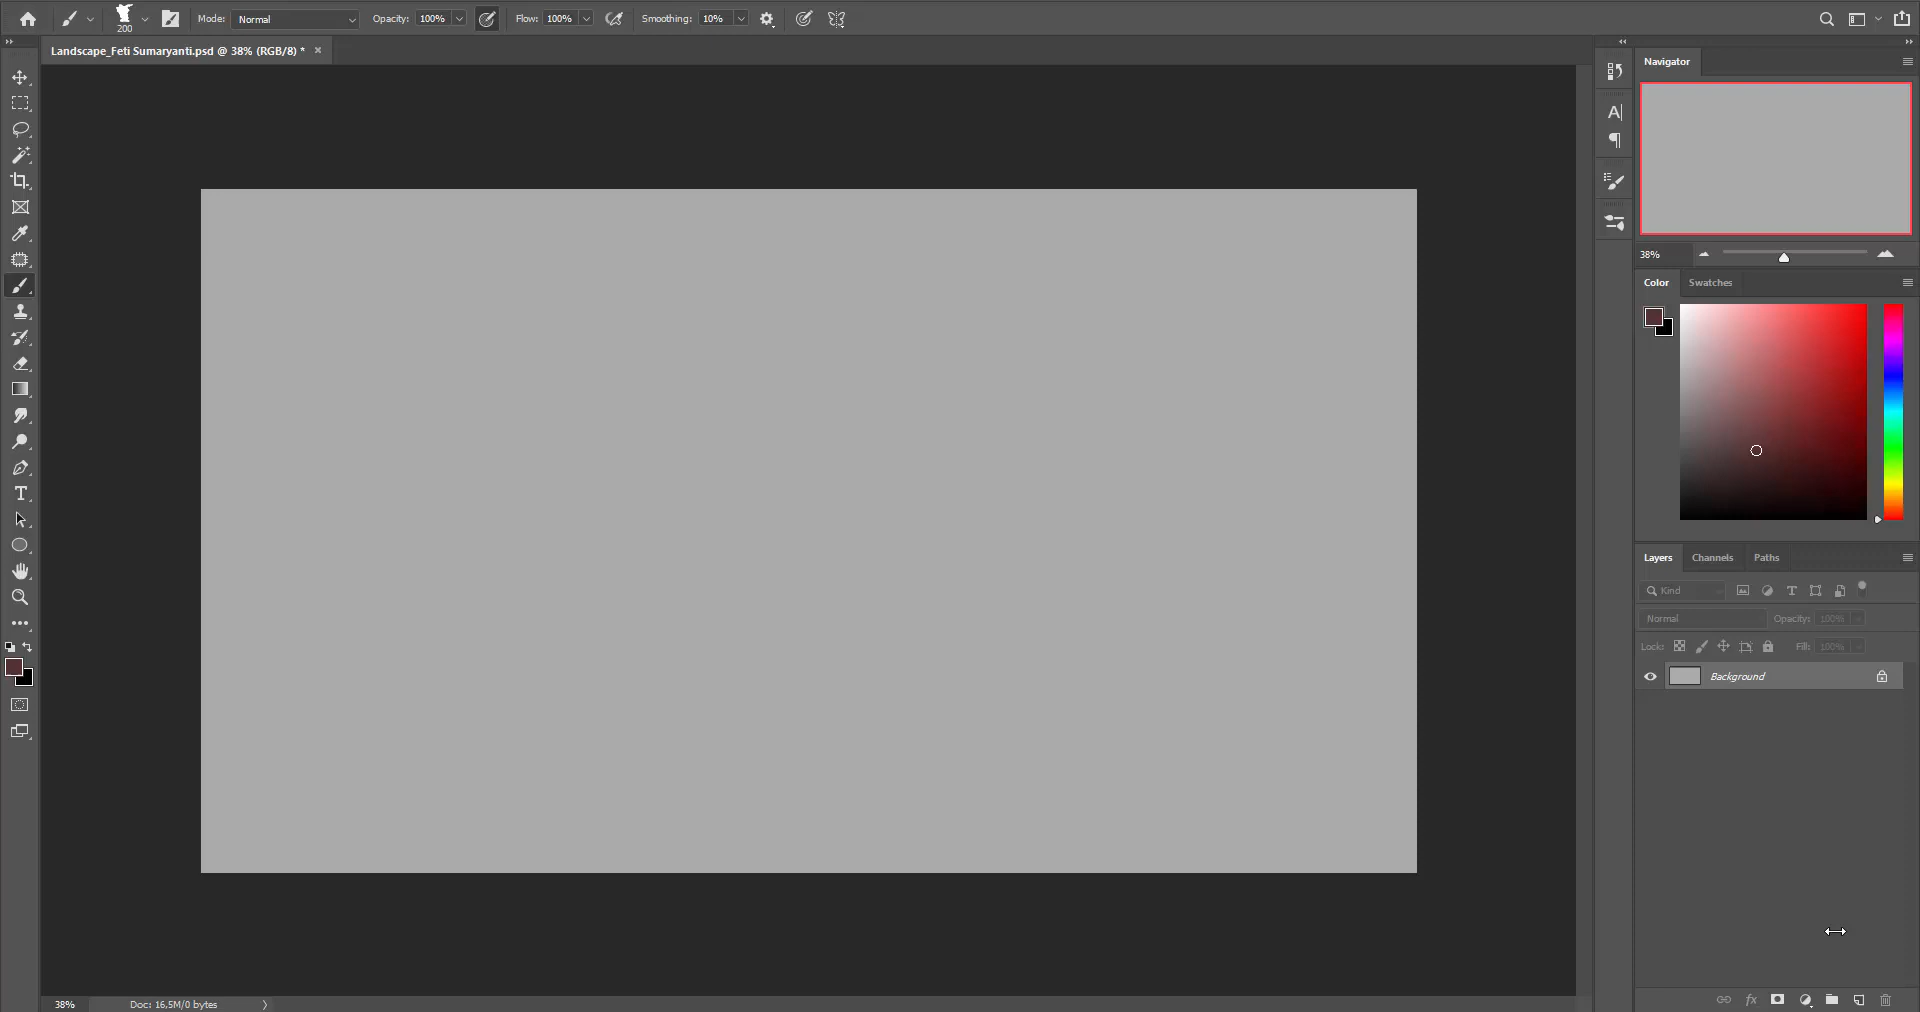 Mode: Normal Opacity: 100% Flow: 100% Smoothing: 10%
200
Landscape_Feti Sumaryanti.psd @ 38% (RGB/8) * ×
Navigator
38%
Color Swatches
Layers Channels Paths
Kind
Normal Opacity: 100%
Lock: Fill: 100%
Background
fx
38% Doc: 16,5M/0 bytes